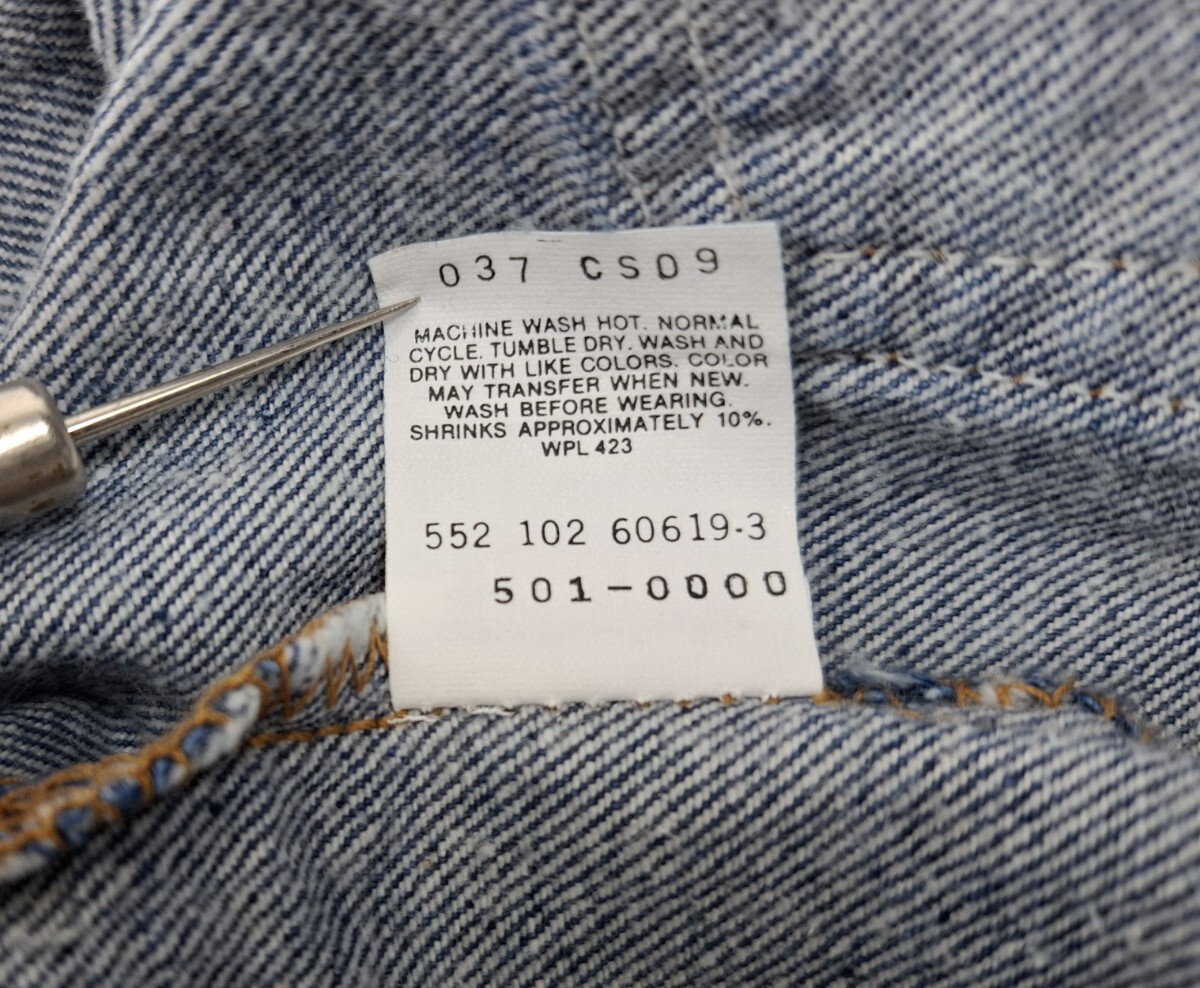 037 CS09
MACHINE WASH HOT. NORMAL
CYCLE. TUMBLE DRY. WASH AND
DRY WITH LIKE COLORS. COLOR
MAY TRANSFER WHEN NEW.
WASH BEFORE WEARING.
SHRINKS APPROXIMATELY 10%.
WPL 423
552 102 60619-3
501-0000